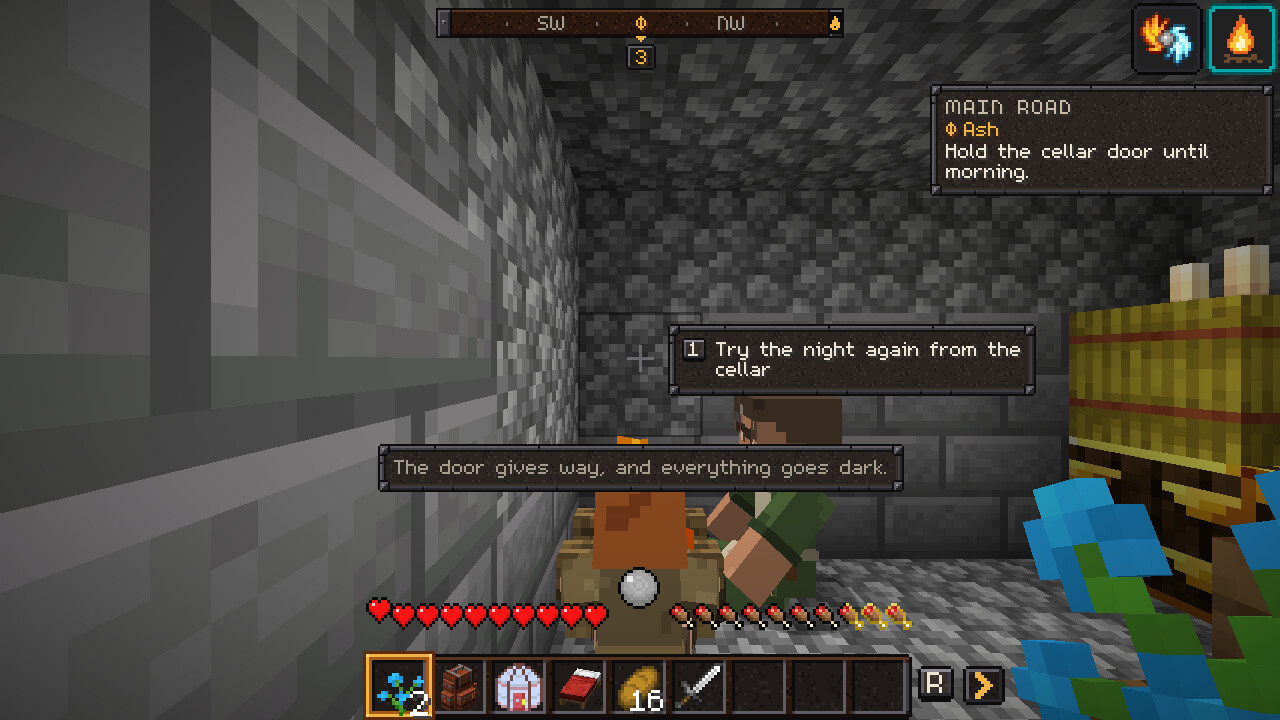 SW
NW
3
MAIN ROAD
Ash
Hold the cellar door until
morning.
1 Try the night again from the
cellar
The door gives way, and everything goes dark.
2
16
R